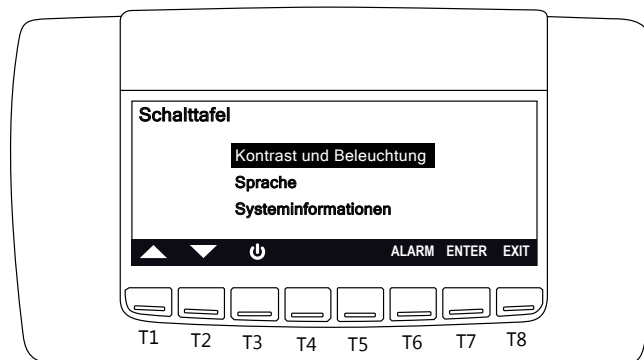 Schalttafel
Kontrast und Beleuchtung
Sprache
Systeminformationen
ALARM ENTER EXIT
T1 T2 T3 T4 T5 T6 T7 T8